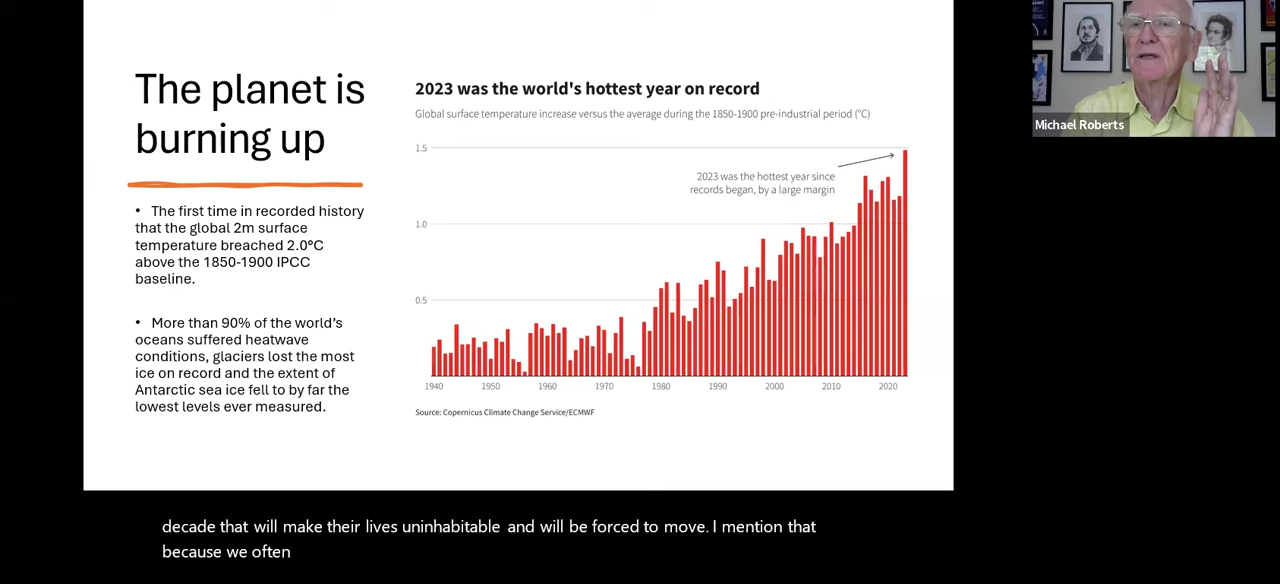 The planet is
burning up
• The first time in recorded history
that the global 2m surface
temperature breached 2.0°C
above the 1850-1900 IPCC
baseline.
• More than 90% of the world's
oceans suffered heatwave
conditions, glaciers lost the most
ice on record and the extent of
Antarctic sea ice fell to by far the
lowest levels ever measured.
2023 was the world's hottest year on record
Global surface temperature increase versus the average during the 1850-1900 pre-industrial period (°C)
1.5
2023 was the hottest year since
records began, by a large margin
1.0
0.5
1940 1950 1960 1970 1980 1990 2000 2010 2020
Source: Copernicus Climate Change Service/ECMWF
Michael Roberts
decade that will make their lives uninhabitable and will be forced to move. I mention that
because we often